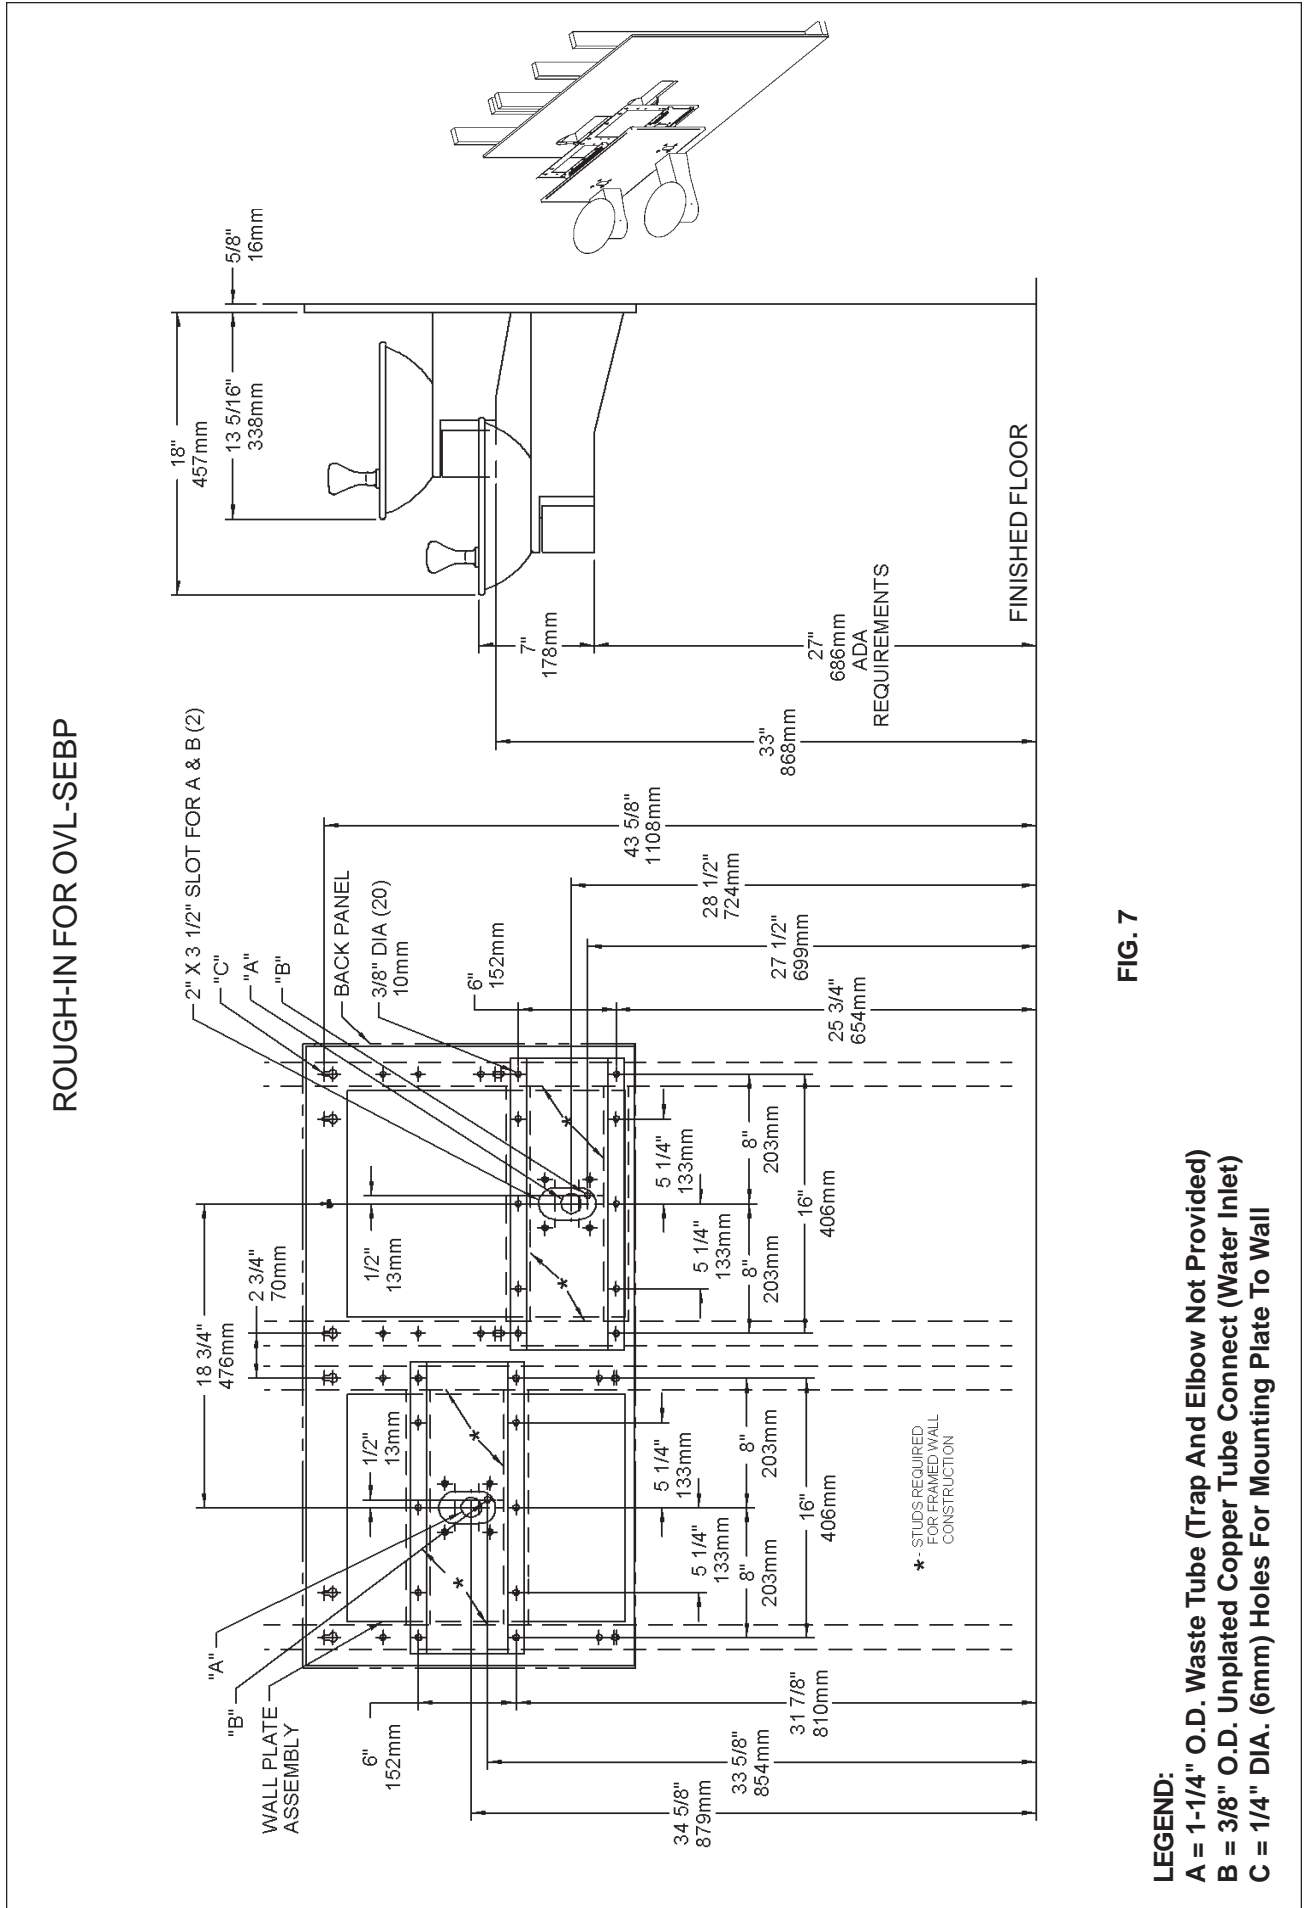 ROUGH-IN FOR OVL-SEBP
2" X 3 1/2" SLOT FOR A & B (2)
"C"
"A"
"B"
BACK PANEL
3/8" DIA (20)
10mm
6"
152mm
43 5/8"
1108mm
28 1/2"
724mm
27 1/2"
699mm
25 3/4"
654mm
18 3/4"
476mm
2 3/4"
70mm
1/2"
13mm
1/2"
13mm
"A"
"B"
WALL PLATE
ASSEMBLY
*
*
*
*
5 1/4"
133mm
5 1/4"
133mm
8"
203mm
8"
203mm
16"
406mm
5 1/4"
133mm
5 1/4"
133mm
8"
203mm
8"
203mm
16"
406mm
6"
152mm
31 7/8"
810mm
33 5/8"
854mm
34 5/8"
879mm
*- STUDS REQUIRED
FOR FRAMED WALL
CONSTRUCTION
18"
457mm
13 5/16"
338mm
5/8"
16mm
7"
178mm
27"
686mm
ADA
REQUIREMENTS
33"
868mm
FINISHED FLOOR
FIG. 7
LEGEND:
A = 1-1/4" O.D. Waste Tube (Trap And Elbow Not Provided)
B = 3/8" O.D. Unplated Copper Tube Connect (Water Inlet)
C = 1/4" DIA. (6mm) Holes For Mounting Plate To Wall